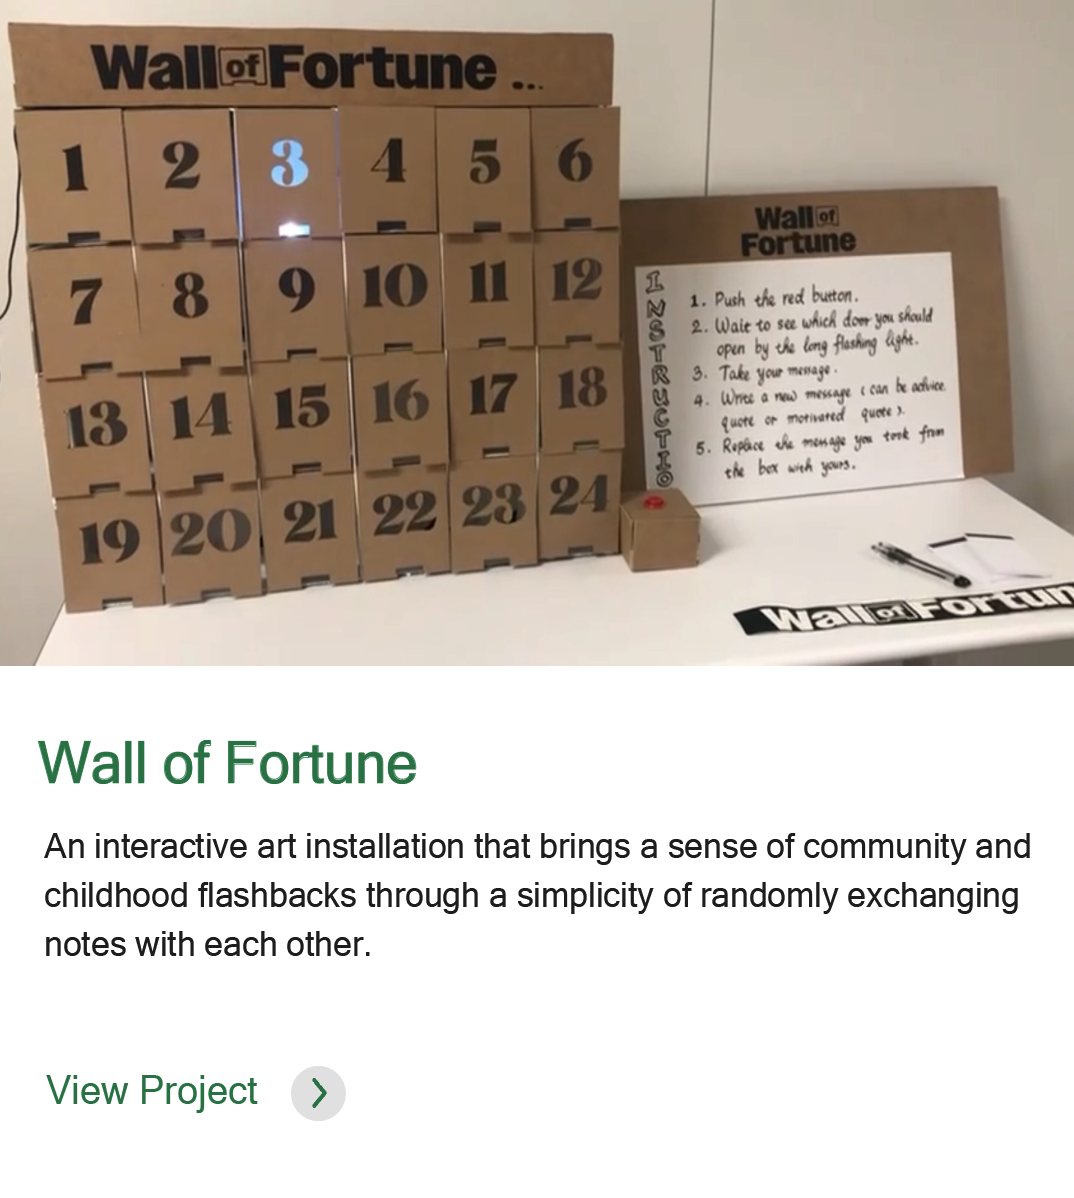 Wall of Fortune ...
1 2 3 4 5 6
7 8 9 10 11 12
13 14 15 16 17 18
19 20 21 22 23 24
Wall of
Fortune
INSTRUCTIO
1. Push the red button.
2. Wait to see which door you should
open by the long flashing light.
3. Take your message.
4. Write a new message ( can be advice,
quote or motivated quote ).
5. Replace the message you took from
the box with yours.
Wall of Fortun
Wall of Fortune
An interactive art installation that brings a sense of community and
childhood flashbacks through a simplicity of randomly exchanging
notes with each other.
View Project